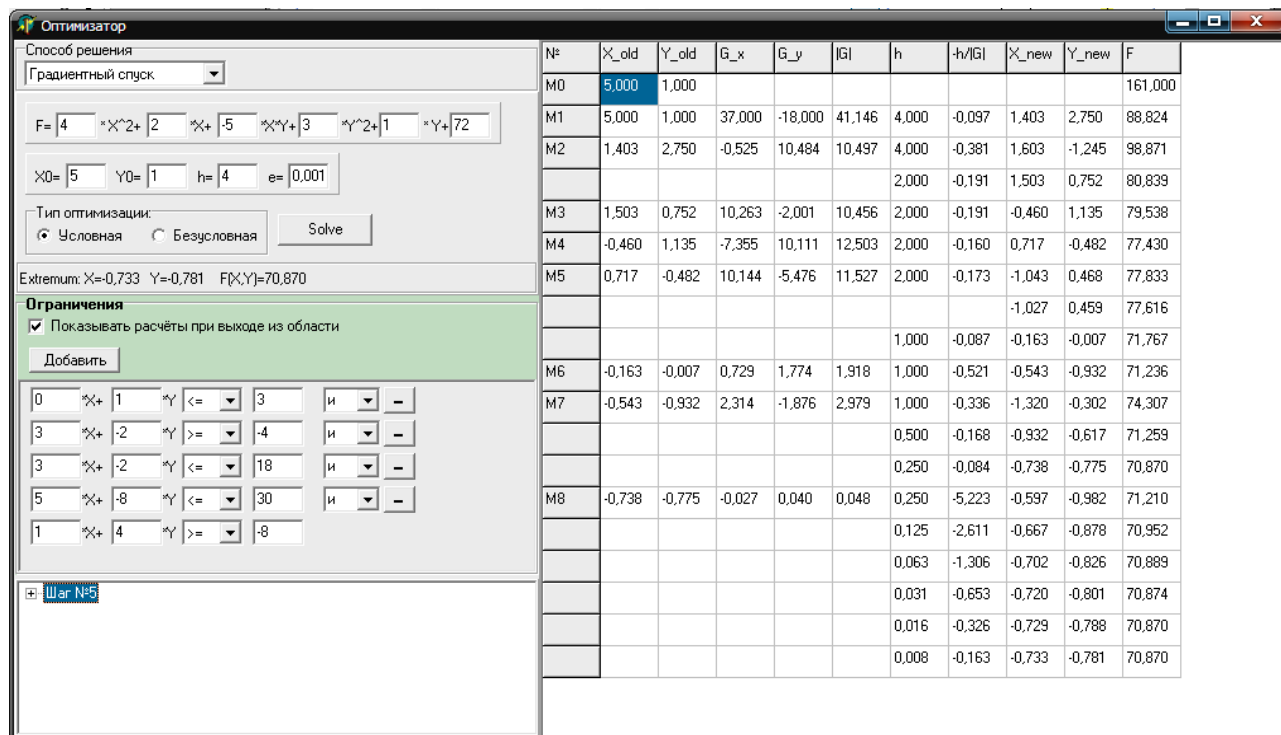 Оптимизатор
Способ решения
Градиентный спуск
F= 4 *X^2+ 2 *X+ -5 *X*Y+ 3 *Y^2+ 1 *Y+ 72
X0= 5 Y0= 1 h= 4 e= 0,001
Тип оптимизации:
Условная Безусловная Solve
Extremum: X=-0,733 Y=-0,781 F(X,Y)=70,870
Ограничения
Показывать расчёты при выходе из области
Добавить
0 *X+ 1 *Y <= 3 и –
3 *X+ -2 *Y >= -4 и –
3 *X+ -2 *Y <= 18 и –
5 *X+ -8 *Y <= 30 и –
1 *X+ 4 *Y >= -8
Шаг №5
№ X_old Y_old G_x G_y |G| h -h/|G| X_new Y_new F
M0 5,000 1,000 161,000
M1 5,000 1,000 37,000 -18,000 41,146 4,000 -0,097 1,403 2,750 88,824
M2 1,403 2,750 -0,525 10,484 10,497 4,000 -0,381 1,603 -1,245 98,871
2,000 -0,191 1,503 0,752 80,839
M3 1,503 0,752 10,263 -2,001 10,456 2,000 -0,191 -0,460 1,135 79,538
M4 -0,460 1,135 -7,355 10,111 12,503 2,000 -0,160 0,717 -0,482 77,430
M5 0,717 -0,482 10,144 -5,476 11,527 2,000 -0,173 -1,043 0,468 77,833
-1,027 0,459 77,616
1,000 -0,087 -0,163 -0,007 71,767
M6 -0,163 -0,007 0,729 1,774 1,918 1,000 -0,521 -0,543 -0,932 71,236
M7 -0,543 -0,932 2,314 -1,876 2,979 1,000 -0,336 -1,320 -0,302 74,307
0,500 -0,168 -0,932 -0,617 71,259
0,250 -0,084 -0,738 -0,775 70,870
M8 -0,738 -0,775 -0,027 0,040 0,048 0,250 -5,223 -0,597 -0,982 71,210
0,125 -2,611 -0,667 -0,878 70,952
0,063 -1,306 -0,702 -0,826 70,889
0,031 -0,653 -0,720 -0,801 70,874
0,016 -0,326 -0,729 -0,788 70,870
0,008 -0,163 -0,733 -0,781 70,870